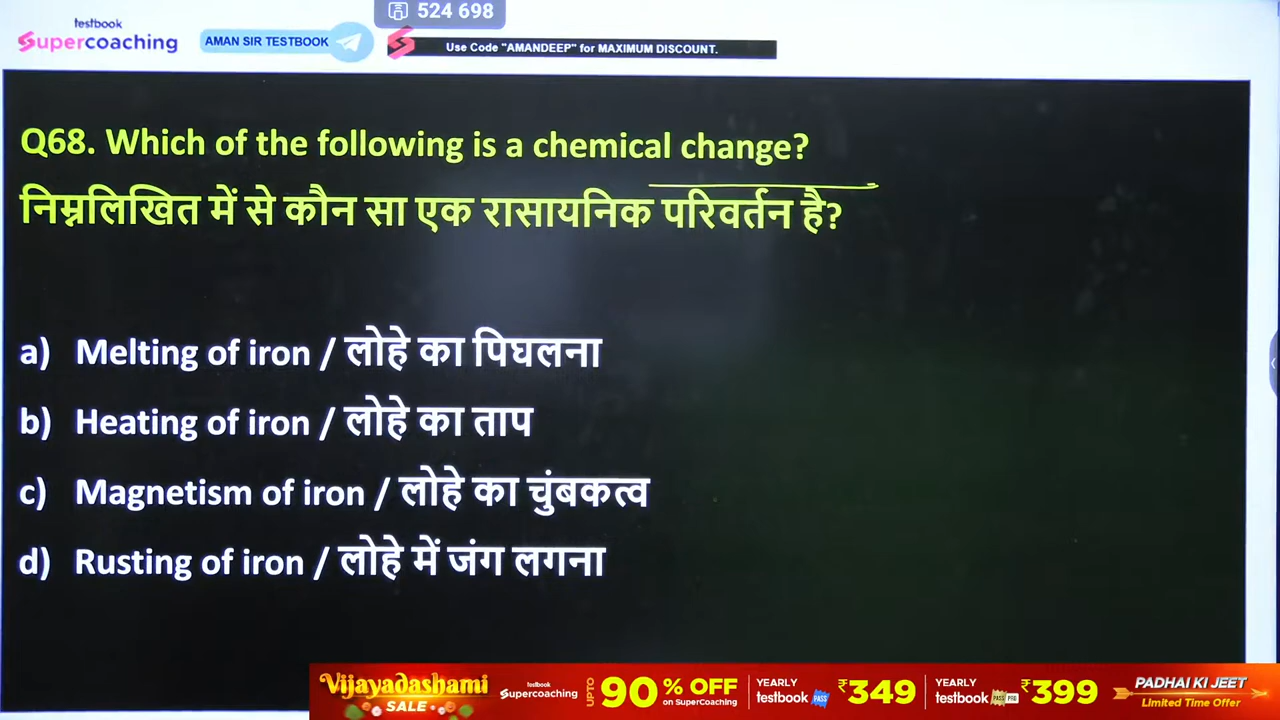 testbook
Supercoaching
AMAN SIR TESTBOOK
524 698
Use Code "AMANDEEP" for MAXIMUM DISCOUNT.
Q68. Which of the following is a chemical change?
निम्नलिखित में से कौन सा एक रासायनिक परिवर्तन है?
a) Melting of iron / लोहे का पिघलना
b) Heating of iron / लोहे का ताप
c) Magnetism of iron / लोहे का चुंबकत्व
d) Rusting of iron / लोहे में जंग लगना
Vijayadashami
SALE
testbook
Supercoaching
UPTO
90% OFF
on SuperCoaching
YEARLY
testbook PASS
₹349
YEARLY
testbook PASS PRO
₹399
PADHAI KI JEET
Limited Time Offer